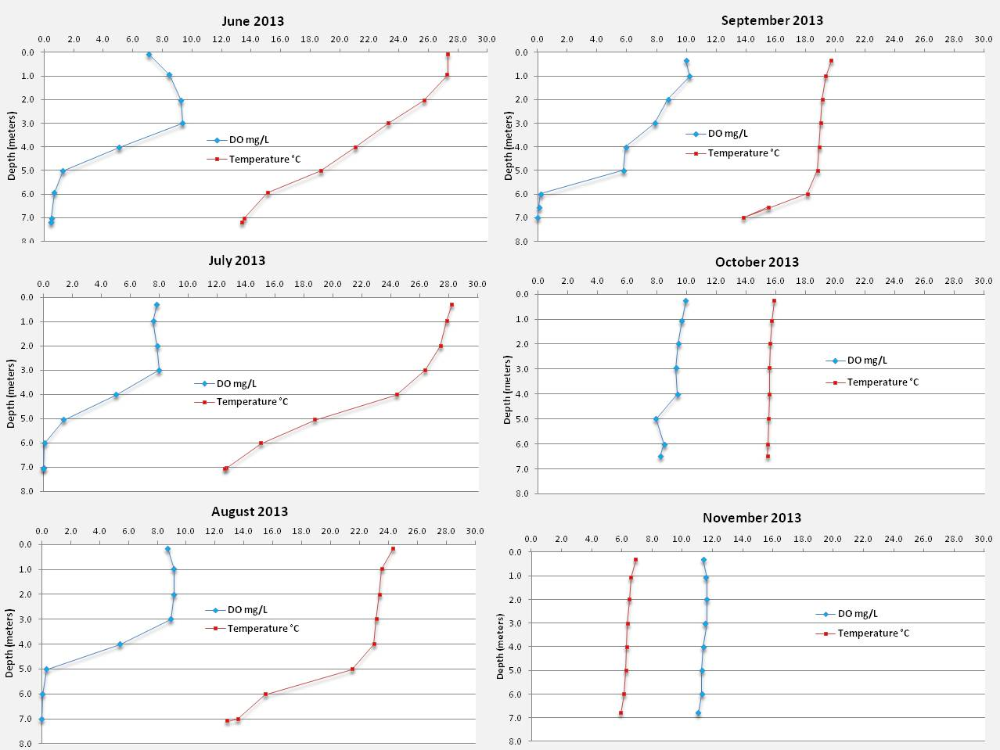 June 2013
0.0 2.0 4.0 6.0 8.0 10.0 12.0 14.0 16.0 18.0 20.0 22.0 24.0 26.0 28.0 30.0
0.0
1.0
2.0
3.0
4.0
5.0
6.0
7.0
8.0
Depth (meters)
DO mg/L
Temperature °C
September 2013
0.0 2.0 4.0 6.0 8.0 10.0 12.0 14.0 16.0 18.0 20.0 22.0 24.0 26.0 28.0 30.0
0.0
1.0
2.0
3.0
4.0
5.0
6.0
7.0
8.0
Depth (meters)
DO mg/L
Temperature °C
July 2013
0.0 2.0 4.0 6.0 8.0 10.0 12.0 14.0 16.0 18.0 20.0 22.0 24.0 26.0 28.0 30.0
0.0
1.0
2.0
3.0
4.0
5.0
6.0
7.0
8.0
Depth (meters)
DO mg/L
Temperature °C
October 2013
0.0 2.0 4.0 6.0 8.0 10.0 12.0 14.0 16.0 18.0 20.0 22.0 24.0 26.0 28.0 30.0
0.0
1.0
2.0
3.0
4.0
5.0
6.0
7.0
8.0
Depth (meters)
DO mg/L
Temperature °C
August 2013
0.0 2.0 4.0 6.0 8.0 10.0 12.0 14.0 16.0 18.0 20.0 22.0 24.0 26.0 28.0 30.0
0.0
1.0
2.0
3.0
4.0
5.0
6.0
7.0
8.0
Depth (meters)
DO mg/L
Temperature °C
November 2013
0.0 2.0 4.0 6.0 8.0 10.0 12.0 14.0 16.0 18.0 20.0 22.0 24.0 26.0 28.0 30.0
0.0
1.0
2.0
3.0
4.0
5.0
6.0
7.0
8.0
Depth (meters)
DO mg/L
Temperature °C